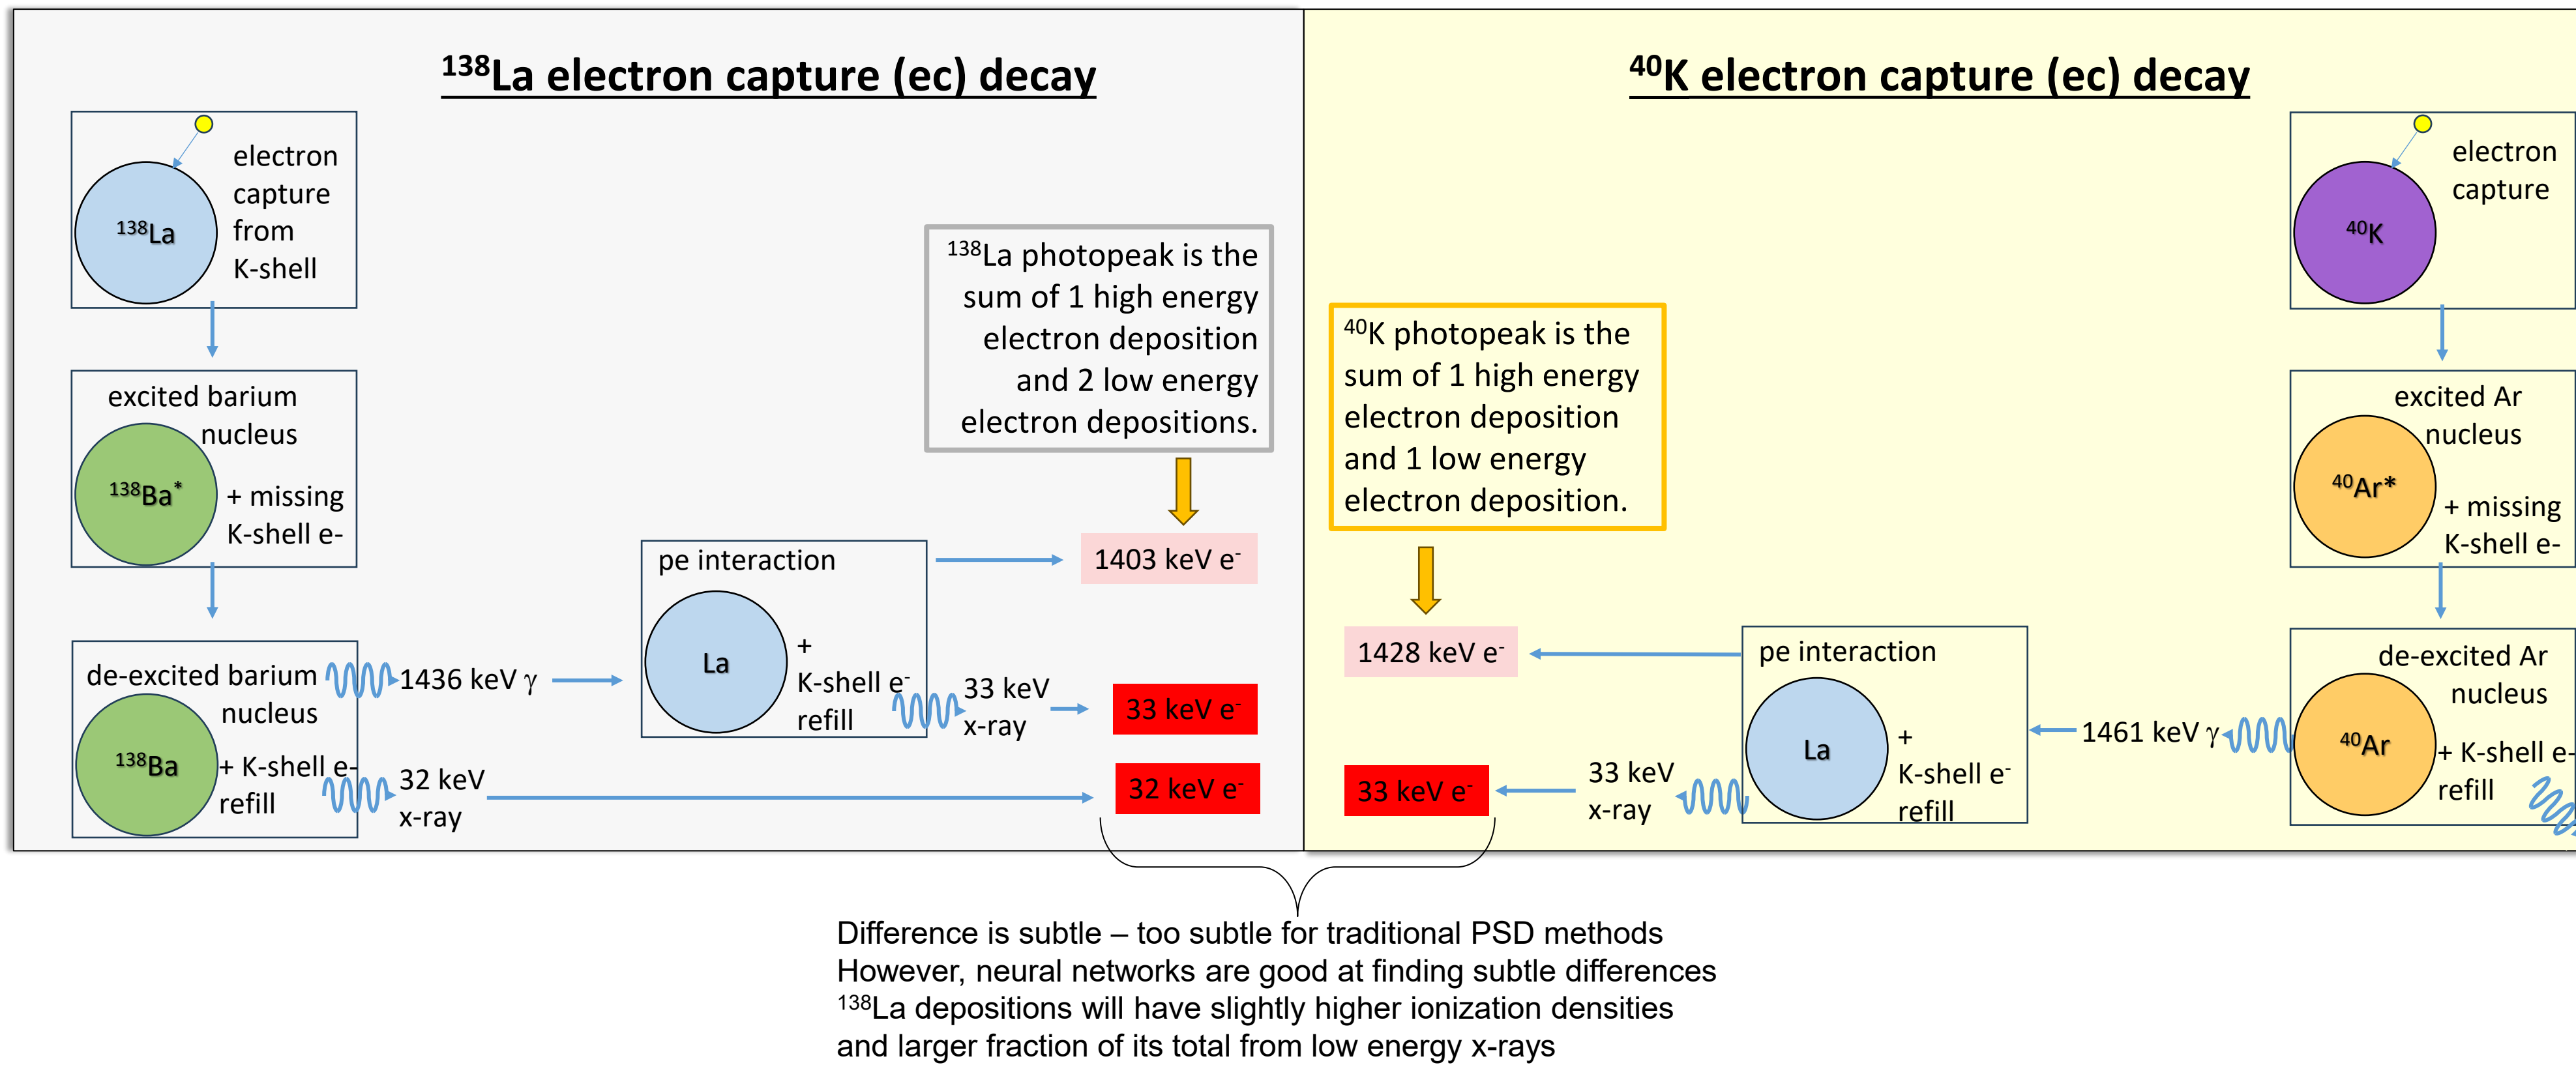 ¹³⁸La electron capture (ec) decay
electron
capture
from
K-shell
¹³⁸La
excited barium
nucleus
¹³⁸Ba*
+ missing
K-shell e-
de-excited barium
nucleus
¹³⁸Ba
+ K-shell e-
refill
1436 keV γ
32 keV
x-ray
pe interaction
La
+
K-shell e⁻
refill
33 keV
x-ray
¹³⁸La photopeak is the
sum of 1 high energy
electron deposition
and 2 low energy
electron depositions.
1403 keV e⁻
33 keV e⁻
32 keV e⁻
⁴⁰K electron capture (ec) decay
electron
capture
⁴⁰K
excited Ar
nucleus
⁴⁰Ar*
+ missing
K-shell e-
de-excited Ar
nucleus
⁴⁰Ar
+ K-shell e-
refill
1461 keV γ
pe interaction
La
+
K-shell e⁻
refill
33 keV
x-ray
⁴⁰K photopeak is the
sum of 1 high energy
electron deposition
and 1 low energy
electron deposition.
1428 keV e⁻
33 keV e⁻
Difference is subtle – too subtle for traditional PSD methods
However, neural networks are good at finding subtle differences
¹³⁸La depositions will have slightly higher ionization densities
and larger fraction of its total from low energy x-rays